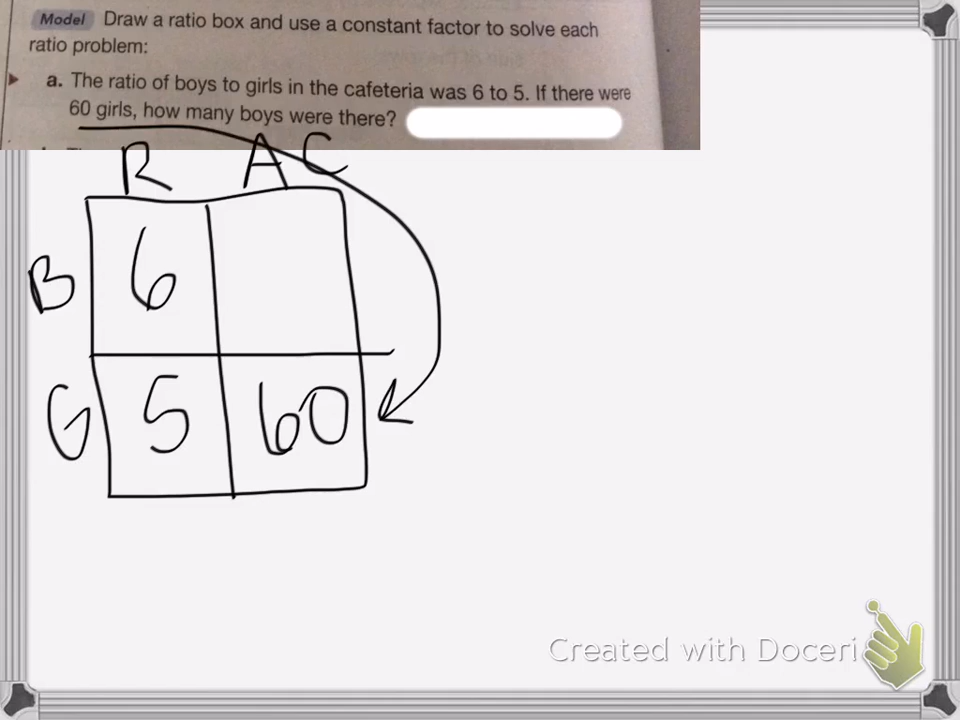 Model Draw a ratio box and use a constant factor to solve each
ratio problem:
a. The ratio of boys to girls in the cafeteria was 6 to 5. If there were
60 girls, how many boys were there?
R AC
B 6
G 5 60
Created with Doceri